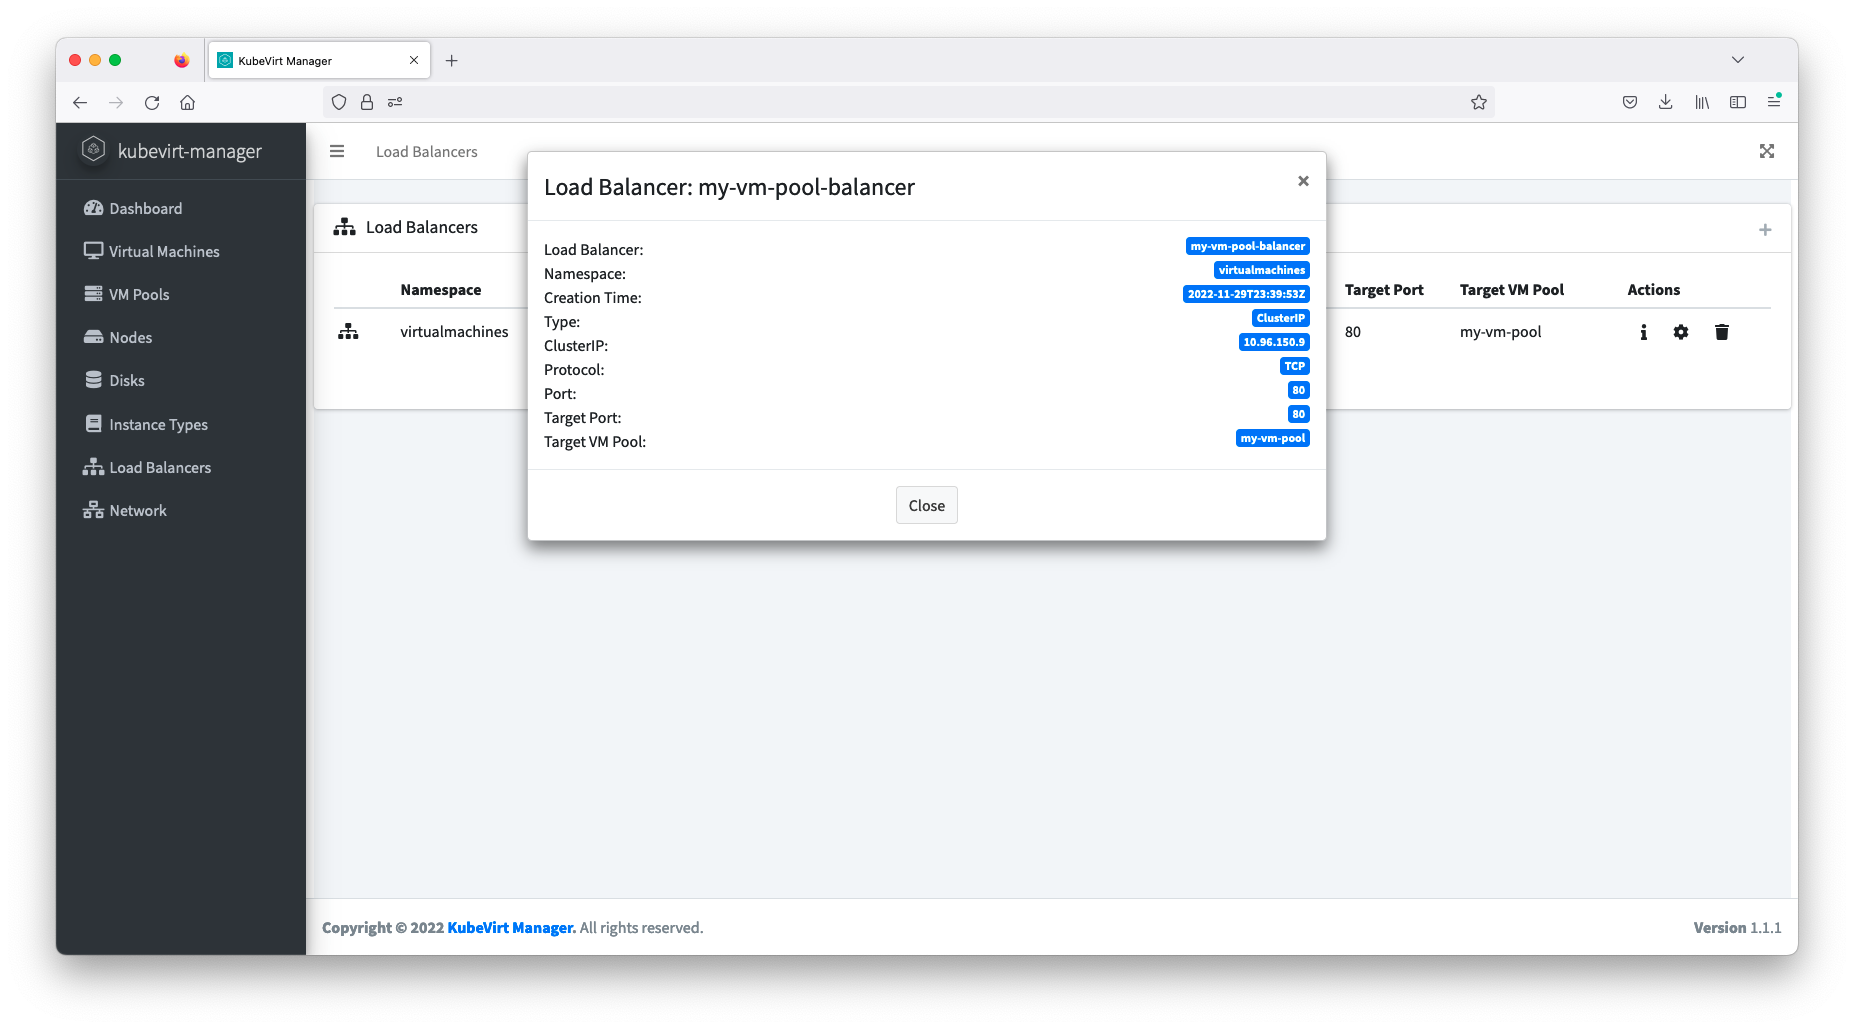 KubeVirt Manager
kubevirt-manager
Load Balancers
Dashboard
Virtual Machines
VM Pools
Nodes
Disks
Instance Types
Load Balancers
Network
Load Balancers
Namespace
Target Port
Target VM Pool
Actions
virtualmachines
80
my-vm-pool
Load Balancer: my-vm-pool-balancer
Load Balancer: my-vm-pool-balancer
Namespace: virtualmachines
Creation Time: 2022-11-29T23:39:53Z
Type: ClusterIP
ClusterIP: 10.96.150.9
Protocol: TCP
Port: 80
Target Port: 80
Target VM Pool: my-vm-pool
Close
Copyright © 2022 KubeVirt Manager. All rights reserved.
Version 1.1.1